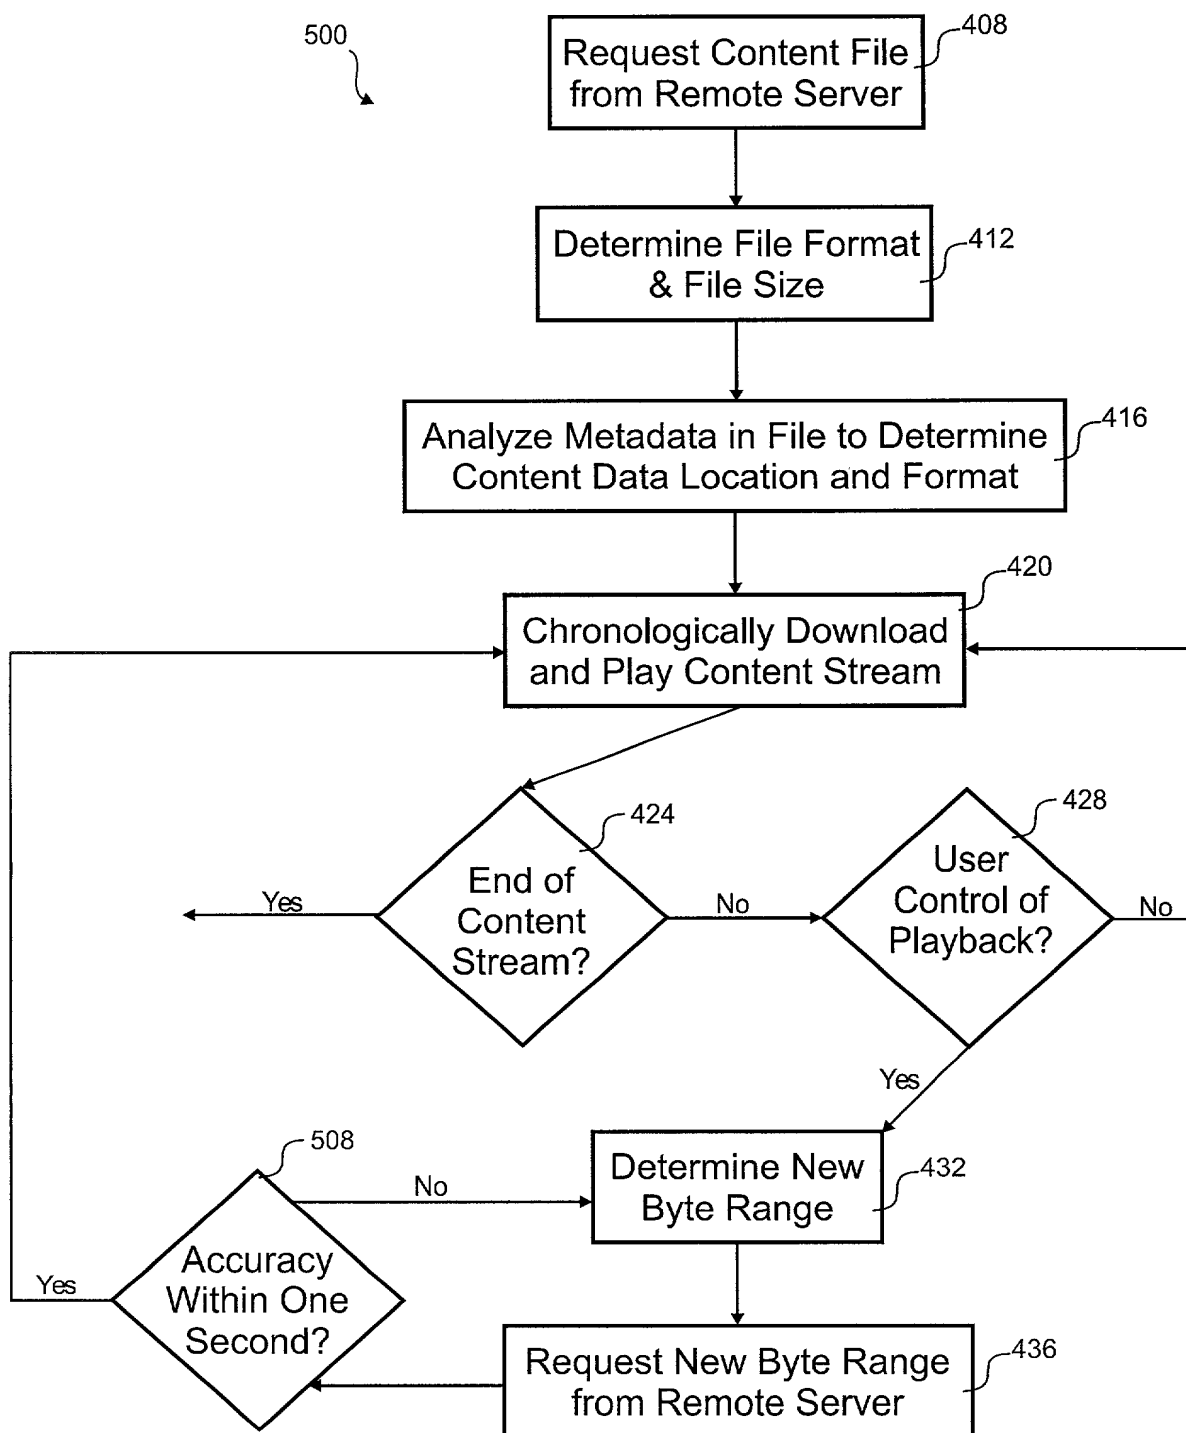 500
408
Request Content File
from Remote Server
412
Determine File Format
& File Size
416
Analyze Metadata in File to Determine
Content Data Location and Format
420
Chronologically Download
and Play Content Stream
424
End of
Content
Stream?
Yes
No
428
User
Control of
Playback?
No
Yes
432
Determine New
Byte Range
508
Accuracy
Within One
Second?
No
Yes
436
Request New Byte Range
from Remote Server